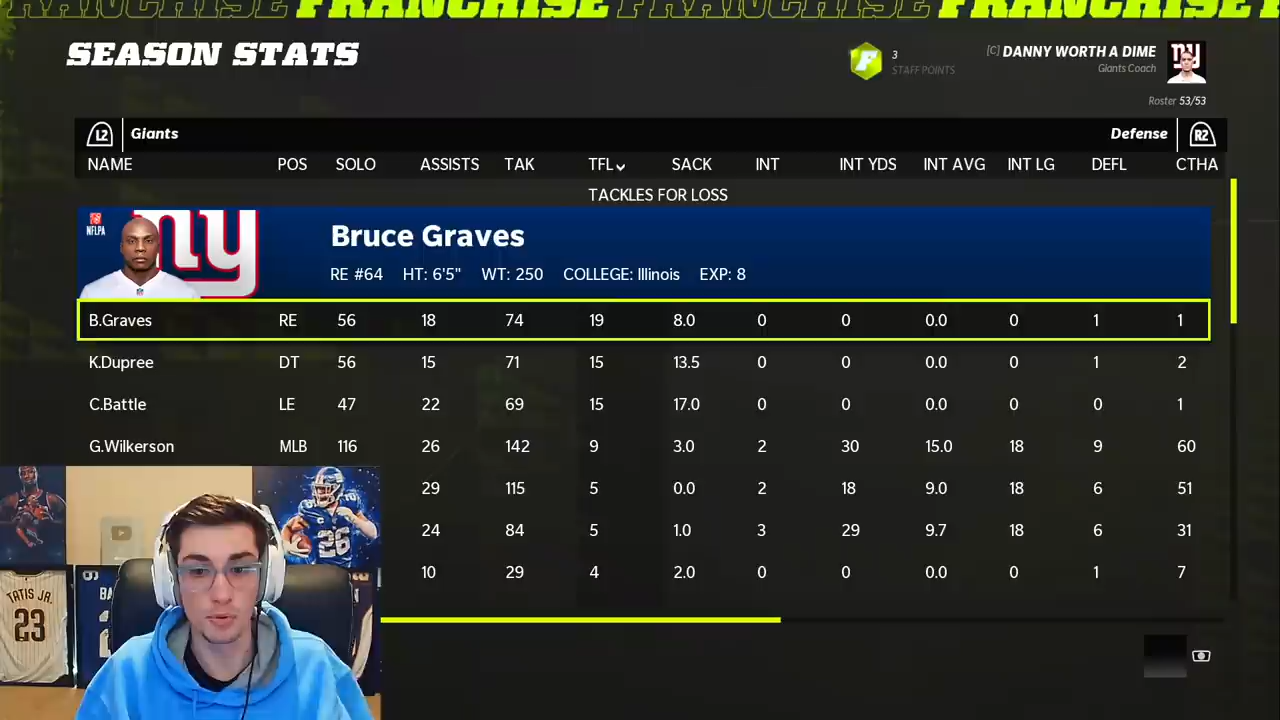 FRANCHISE FRANCHISE FRANCHISE FRANCHISE
SEASON STATS
3
STAFF POINTS
[C] DANNY WORTH A DIME
Giants Coach
Roster 53/53
L2 Giants Defense R2
NAME POS SOLO ASSISTS TAK TFL SACK INT INT YDS INT AVG INT LG DEFL CTHA
TACKLES FOR LOSS
NFLPA
ny
Bruce Graves
RE #64 HT: 6'5" WT: 250 COLLEGE: Illinois EXP: 8
B.Graves RE 56 18 74 19 8.0 0 0 0.0 0 1 1
K.Dupree DT 56 15 71 15 13.5 0 0 0.0 0 1 2
C.Battle LE 47 22 69 15 17.0 0 0 0.0 0 0 1
G.Wilkerson MLB 116 26 142 9 3.0 2 30 15.0 18 9 60
29 115 5 0.0 2 18 9.0 18 6 51
24 84 5 1.0 3 29 9.7 18 6 31
10 29 4 2.0 0 0 0.0 0 1 7
26
TATIS JR.
23
BA